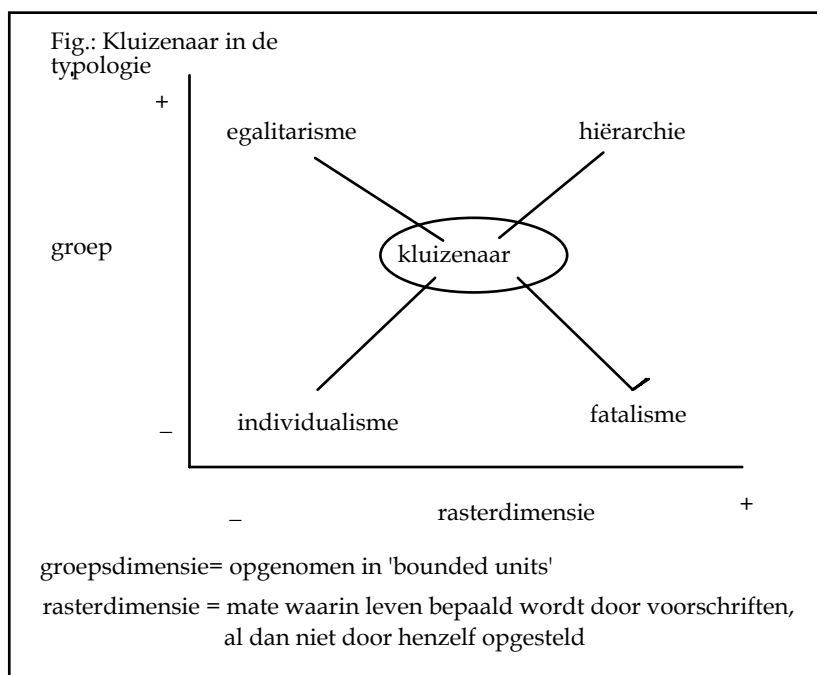 Fig.: Kluizenaar in de
typologie
+
egalitarisme hiërarchie
groep kluizenaar
individualisme fatalisme
–
– rasterdimensie +
groepsdimensie= opgenomen in 'bounded units'
rasterdimensie = mate waarin leven bepaald wordt door voorschriften,
al dan niet door henzelf opgesteld